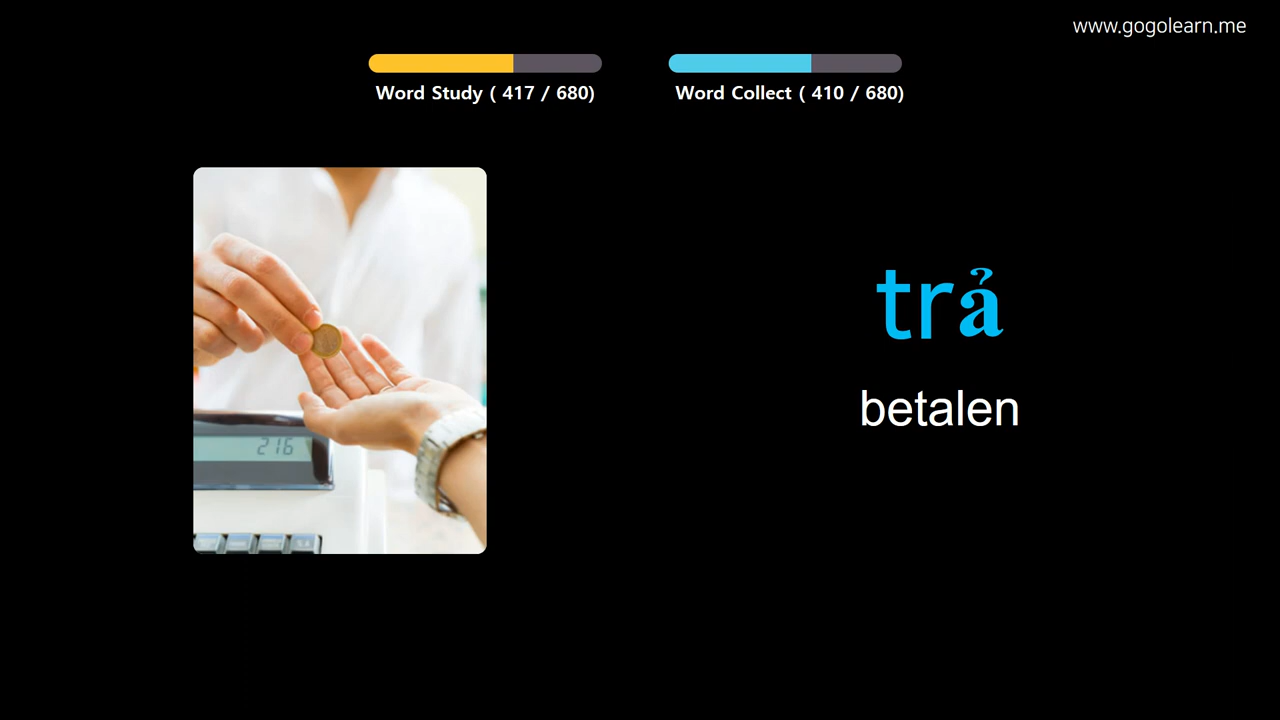 www.gogolearn.me
Word Study ( 417 / 680)
Word Collect ( 410 / 680)
trả
betalen
216